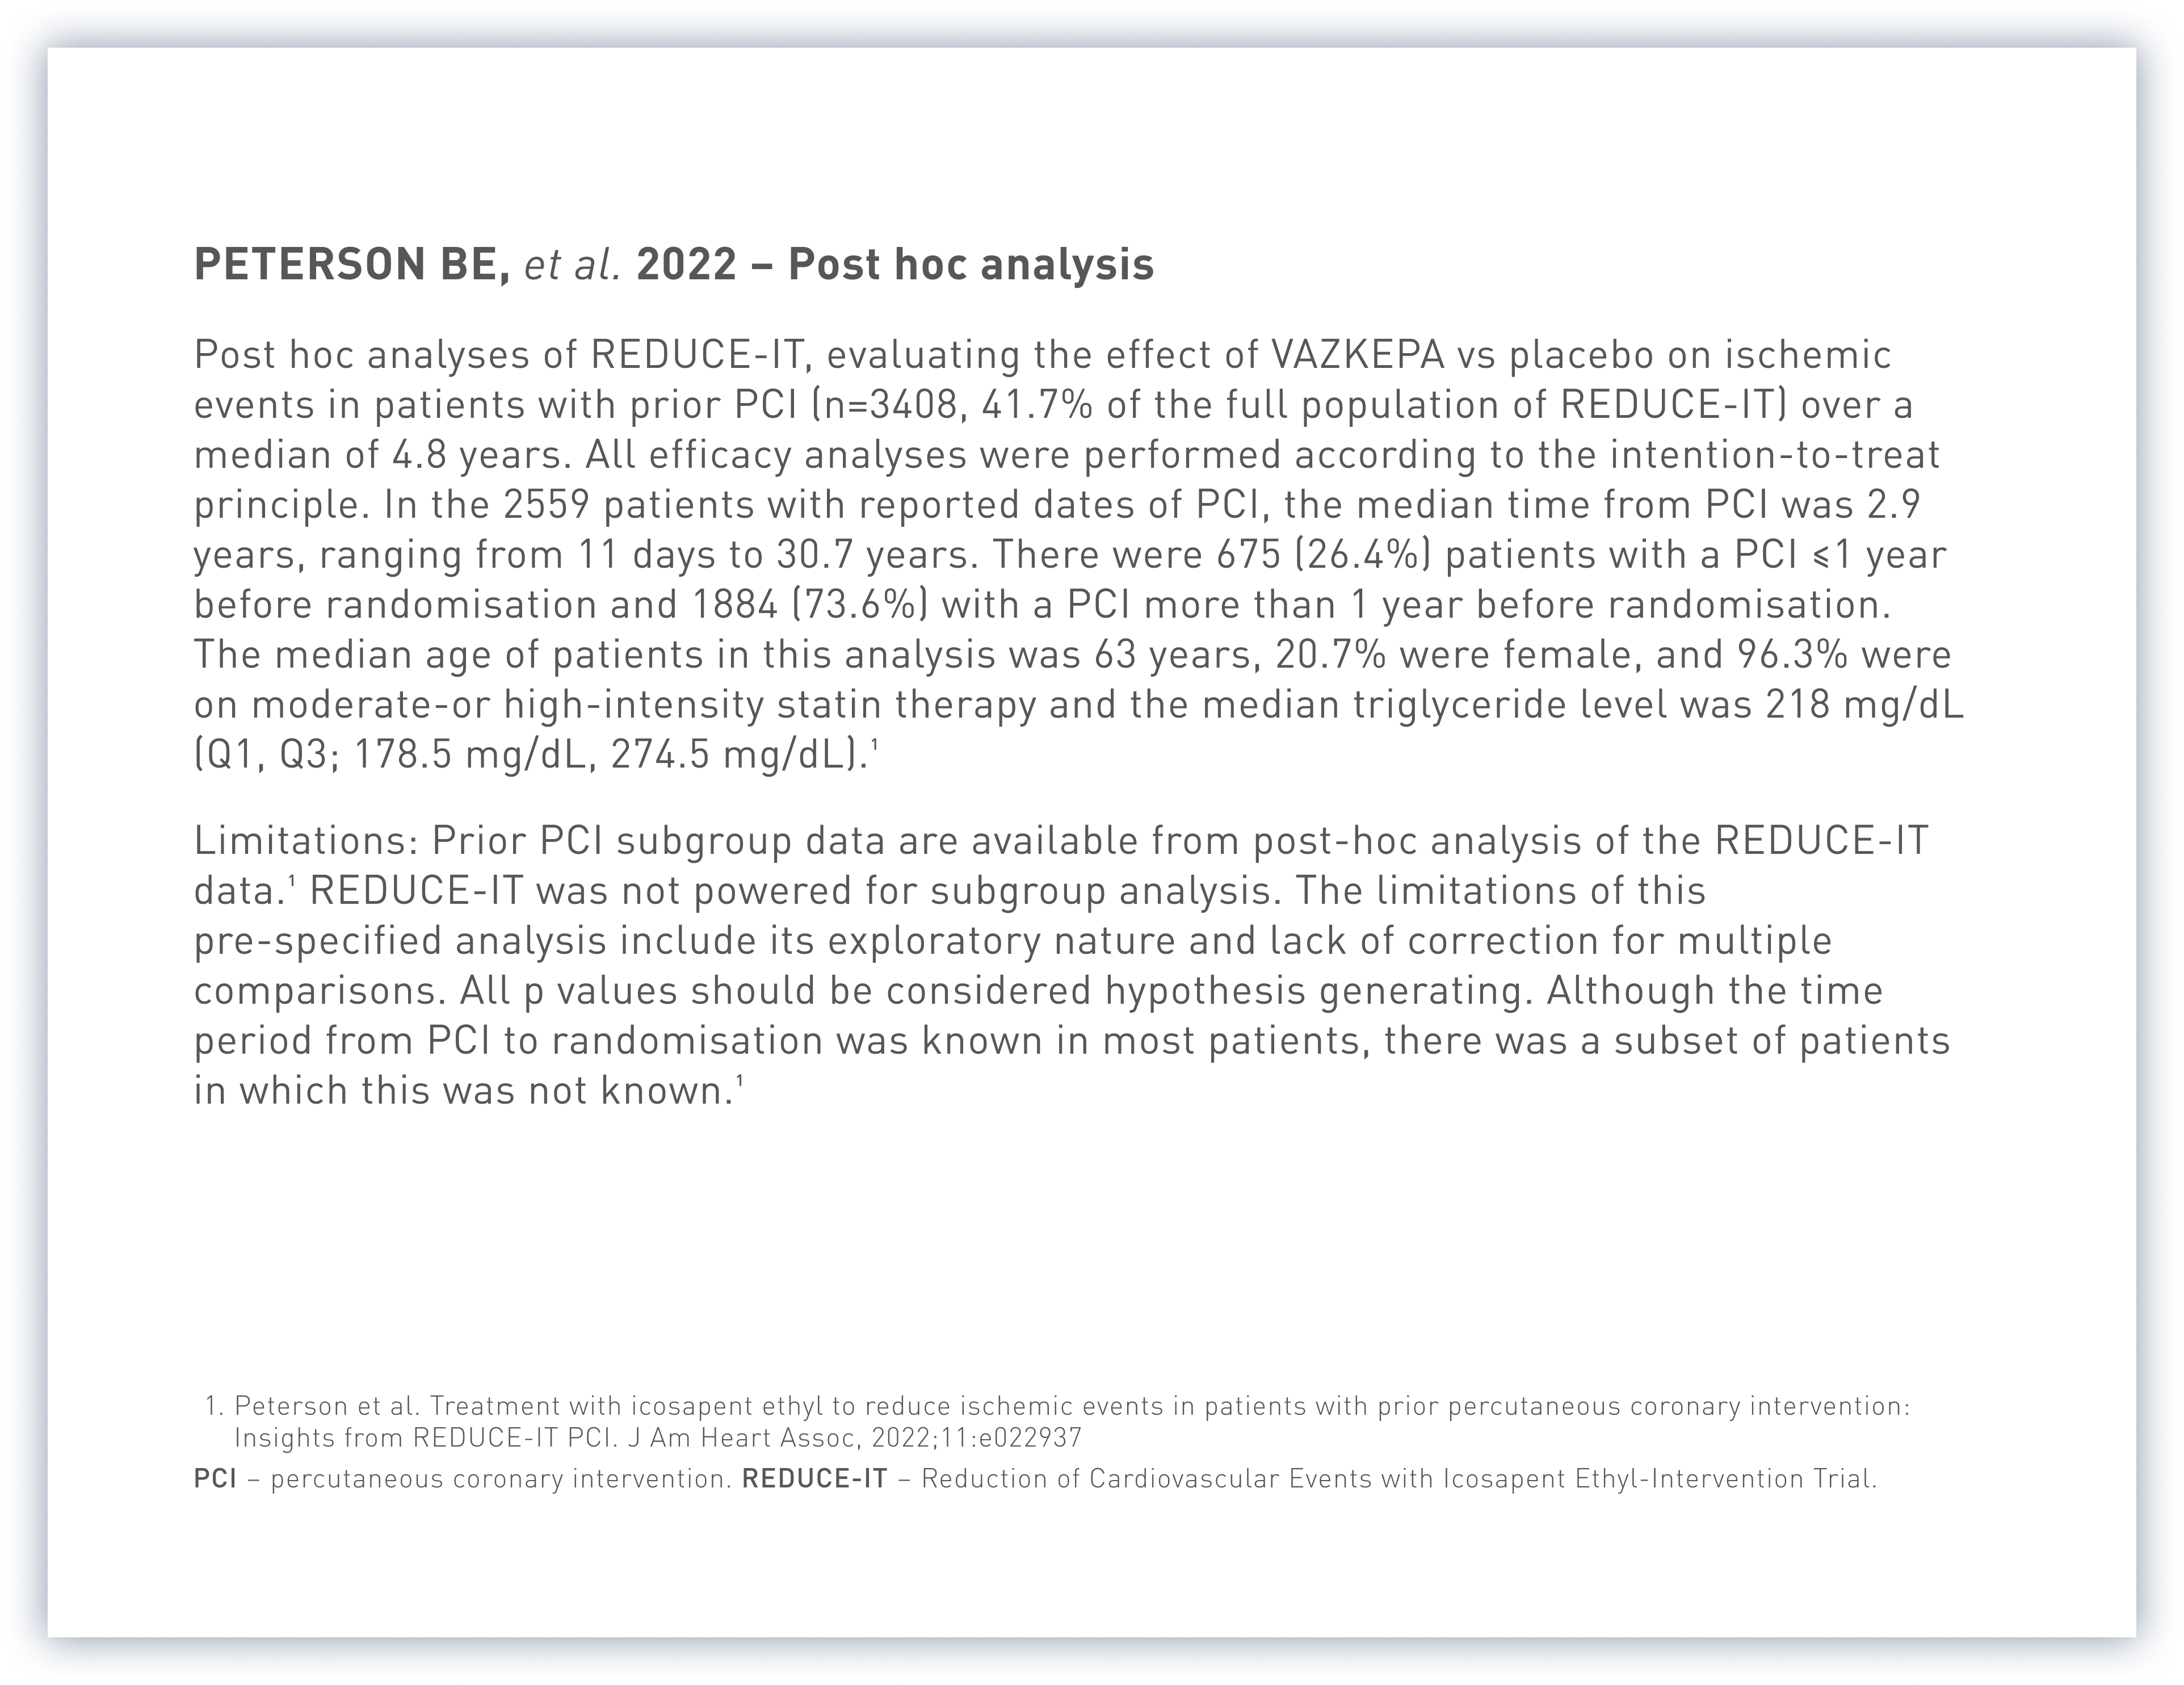 PETERSON BE, et al. 2022 – Post hoc analysis
Post hoc analyses of REDUCE-IT, evaluating the effect of VAZKEPA vs placebo on ischemic
events in patients with prior PCI (n=3408, 41.7% of the full population of REDUCE-IT) over a
median of 4.8 years. All efficacy analyses were performed according to the intention-to-treat
principle. In the 2559 patients with reported dates of PCI, the median time from PCI was 2.9
years, ranging from 11 days to 30.7 years. There were 675 (26.4%) patients with a PCI ≤1 year
before randomisation and 1884 (73.6%) with a PCI more than 1 year before randomisation.
The median age of patients in this analysis was 63 years, 20.7% were female, and 96.3% were
on moderate-or high-intensity statin therapy and the median triglyceride level was 218 mg/dL
(Q1, Q3; 178.5 mg/dL, 274.5 mg/dL).¹
Limitations: Prior PCI subgroup data are available from post-hoc analysis of the REDUCE-IT
data.¹ REDUCE-IT was not powered for subgroup analysis. The limitations of this
pre-specified analysis include its exploratory nature and lack of correction for multiple
comparisons. All p values should be considered hypothesis generating. Although the time
period from PCI to randomisation was known in most patients, there was a subset of patients
in which this was not known.¹
1. Peterson et al. Treatment with icosapent ethyl to reduce ischemic events in patients with prior percutaneous coronary intervention:
Insights from REDUCE-IT PCI. J Am Heart Assoc, 2022;11:e022937
PCI – percutaneous coronary intervention. REDUCE-IT – Reduction of Cardiovascular Events with Icosapent Ethyl-Intervention Trial.